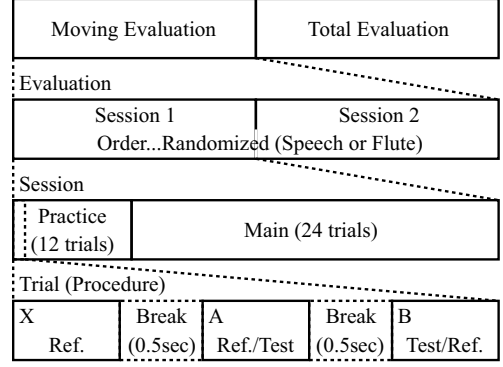 Moving Evaluation Total Evaluation
Evaluation
Session 1 Session 2
Order...Randomized (Speech or Flute)
Session
Practice
(12 trials)
Main (24 trials)
Trial (Procedure)
X Break A Break B
Ref. (0.5sec) Ref./Test (0.5sec) Test/Ref.